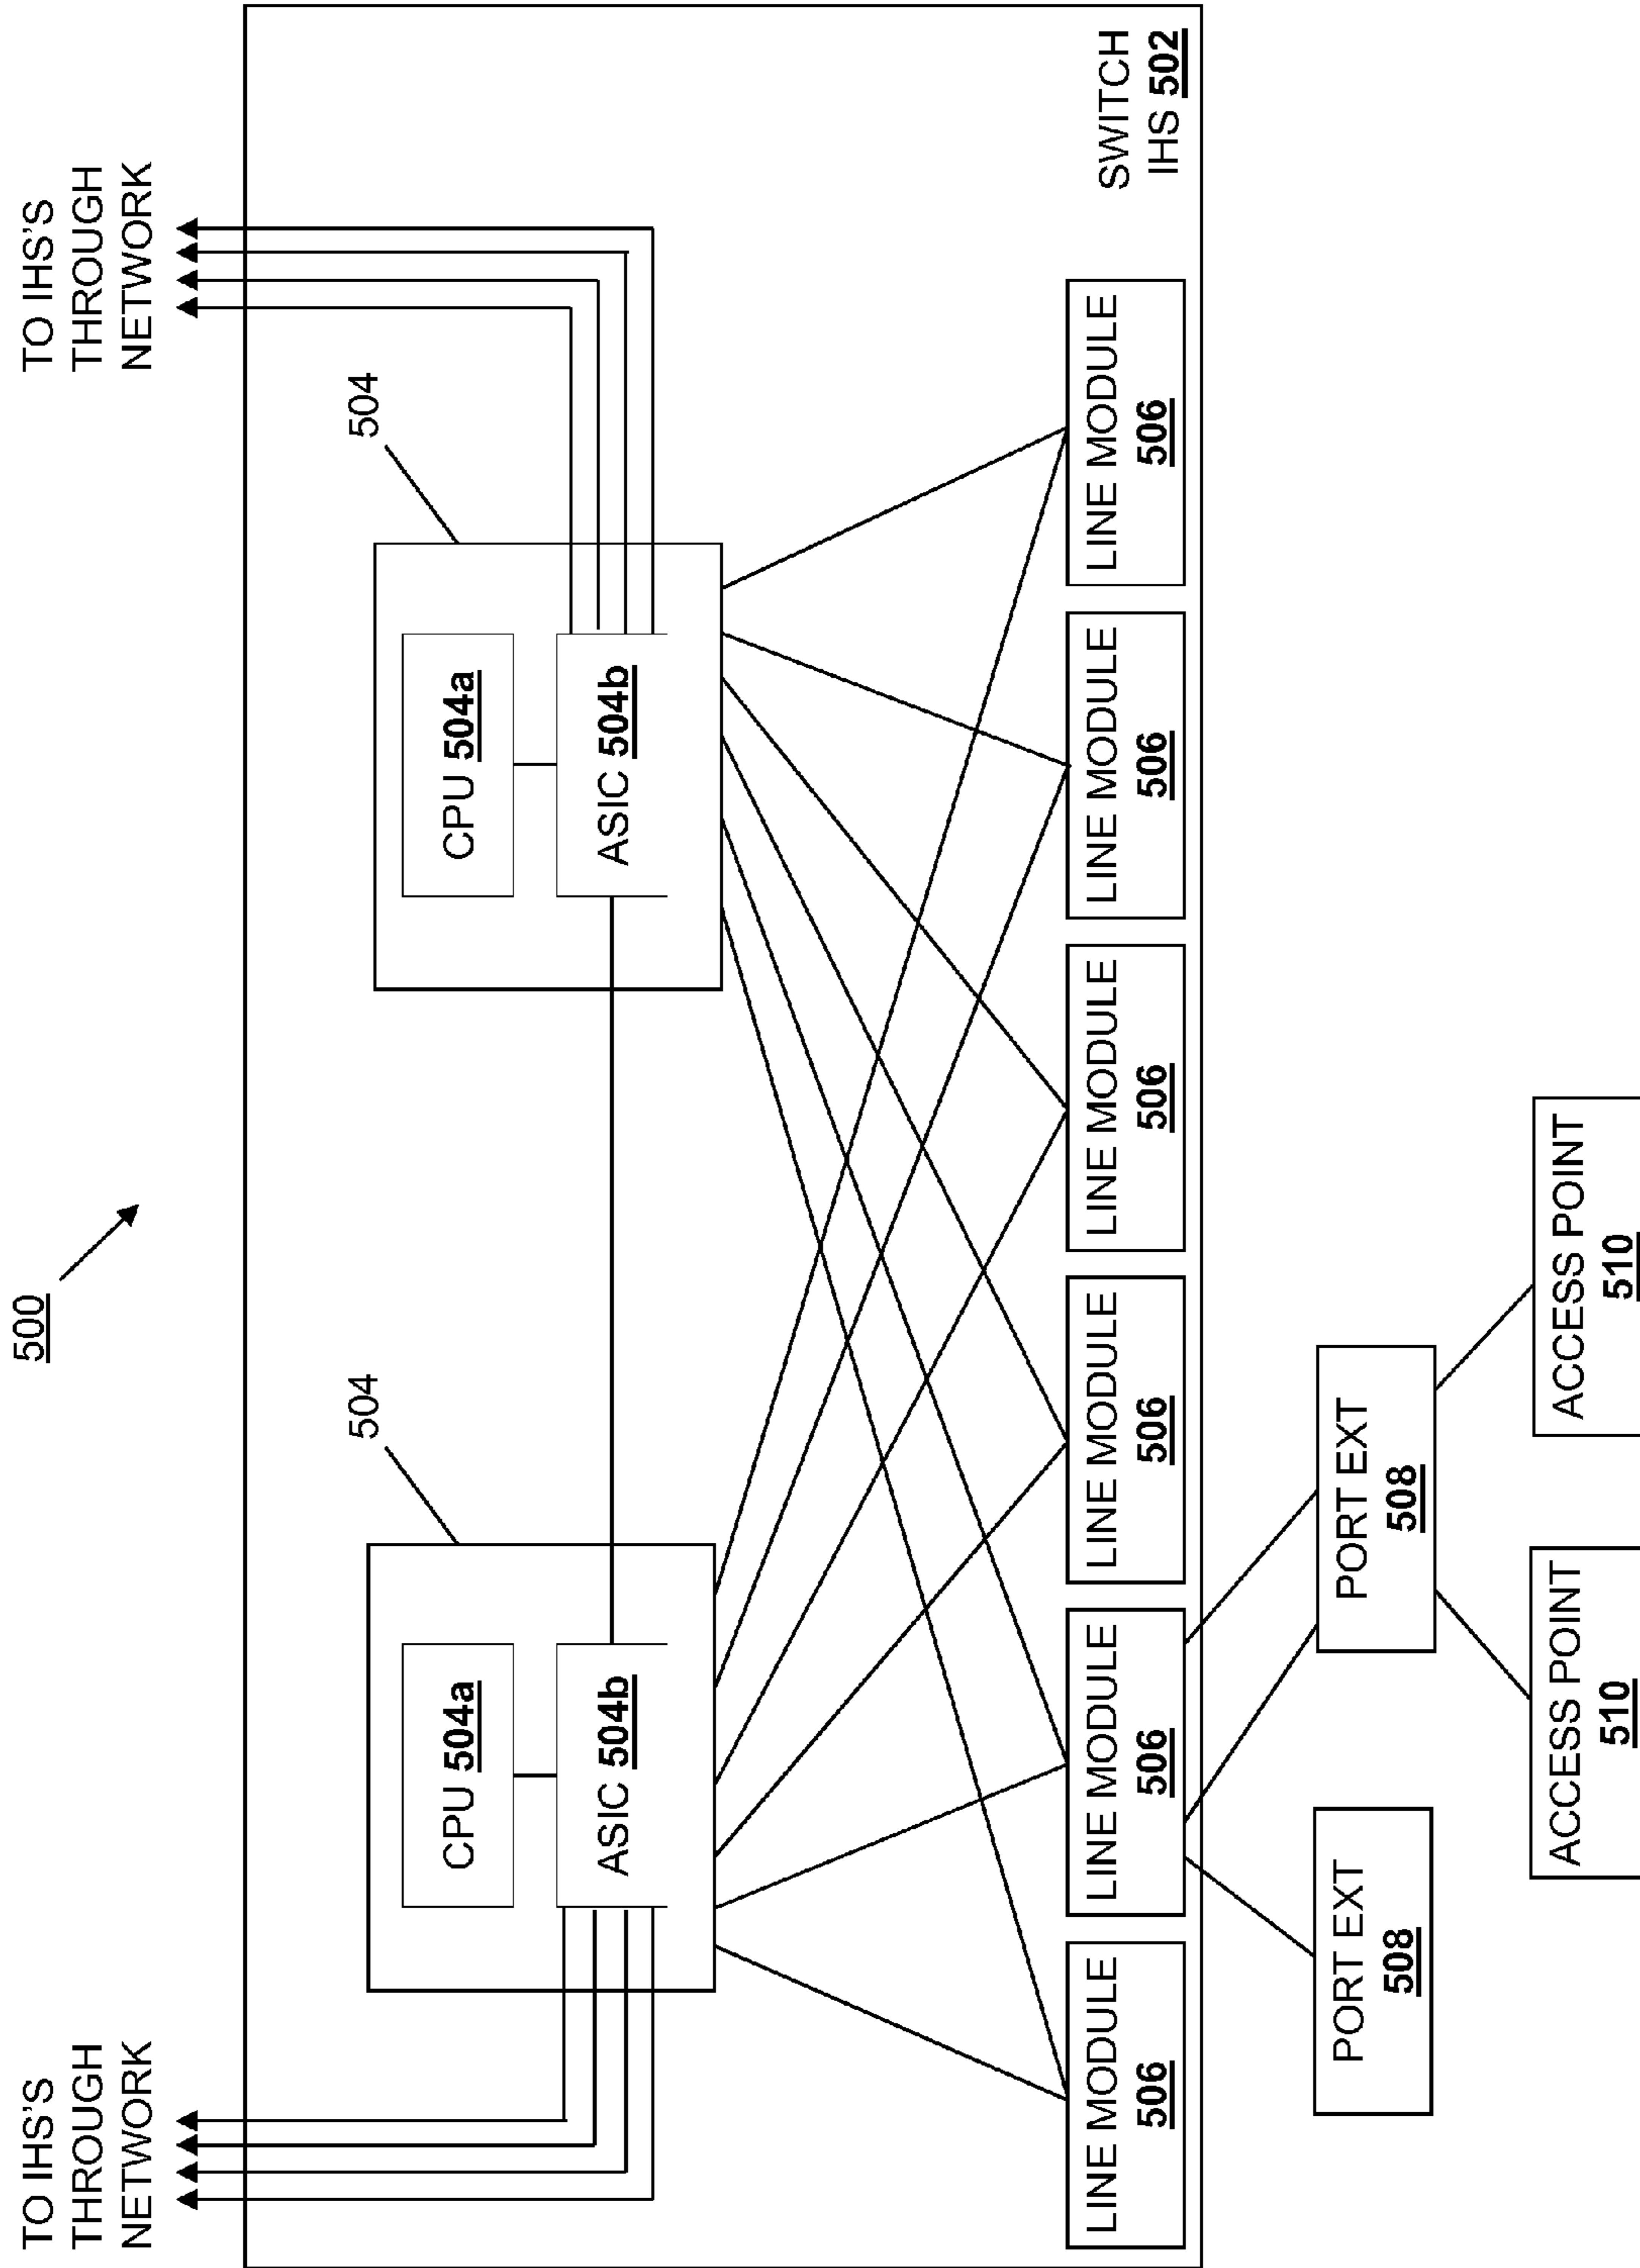 500
TO IHS'S
THROUGH
NETWORK
TO IHS'S
THROUGH
NETWORK
504
504
CPU 504a
ASIC 504b
CPU 504a
ASIC 504b
LINE MODULE
506
LINE MODULE
506
LINE MODULE
506
LINE MODULE
506
LINE MODULE
506
LINE MODULE
506
SWITCH
IHS 502
PORT EXT
508
PORT EXT
508
ACCESS POINT
510
ACCESS POINT
510